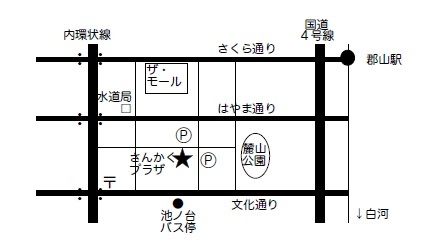 内環状線
国道
４号線
さくら通り
郡山駅
ザ・
モール
水道局
はやま通り
Ⓟ
さんかく
プラザ
Ⓟ
麓山
公園
〒
文化通り
池ノ台
バス停
↓白河